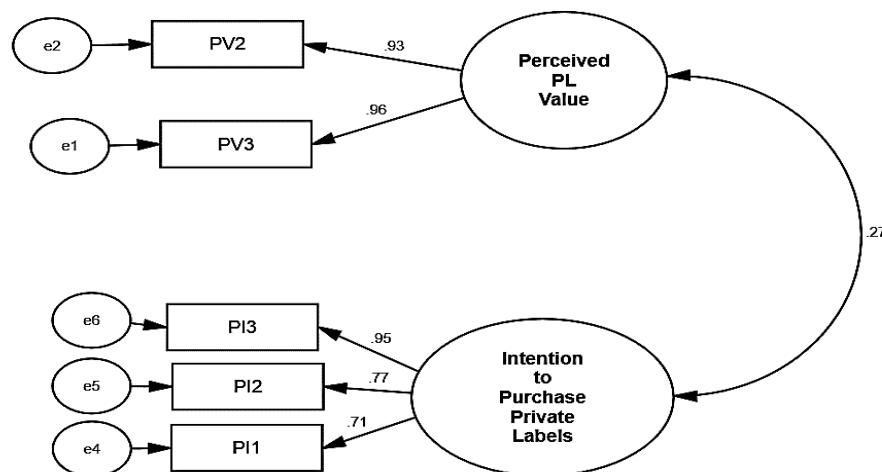 e2
PV2
.93
Perceived
PL
Value
.96
e1
PV3
.27
e6
PI3
.95
e5
PI2
.77
Intention
to
Purchase
Private
Labels
e4
PI1
.71